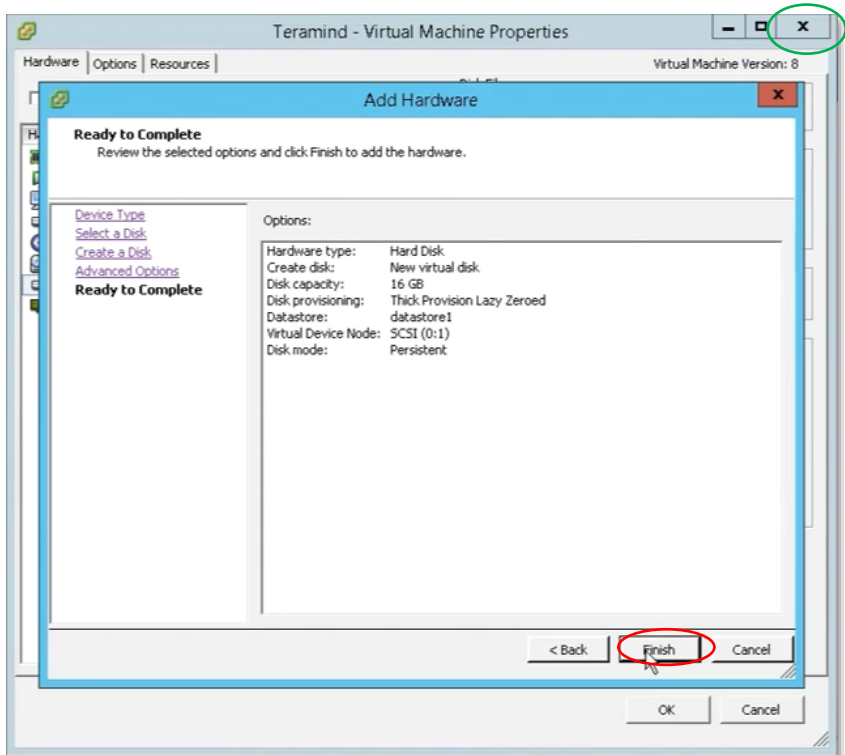 Teramind - Virtual Machine Properties
X
Hardware Options Resources Virtual Machine Version: 8
Add Hardware
x
Ready to Complete
Review the selected options and click Finish to add the hardware.
Device Type
Select a Disk
Create a Disk
Advanced Options
Ready to Complete
Options:
Hardware type: Hard Disk
Create disk: New virtual disk
Disk capacity: 16 GB
Disk provisioning: Thick Provision Lazy Zeroed
Datastore: datastore1
Virtual Device Node: SCSI (0:1)
Disk mode: Persistent
< Back Finish Cancel
OK Cancel